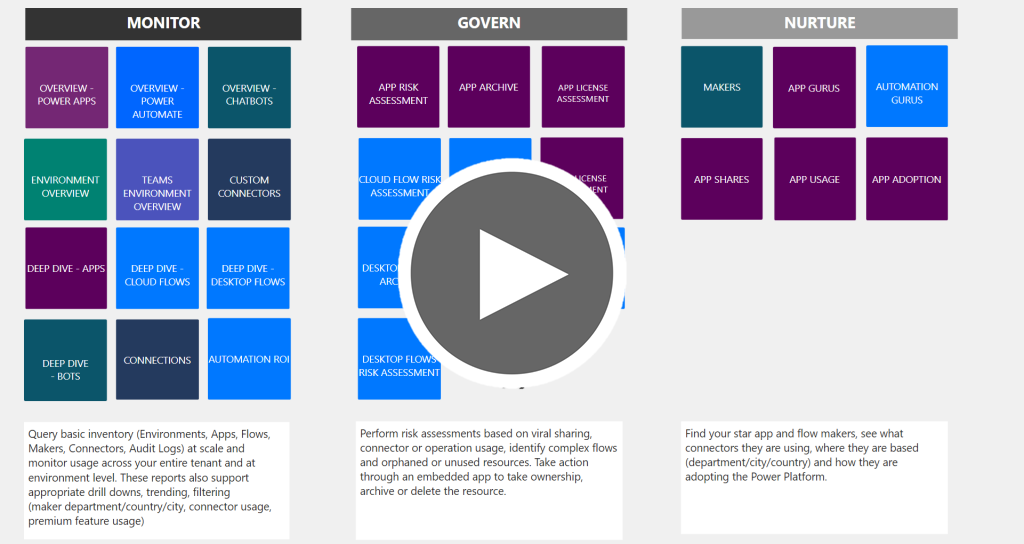 MONITOR
OVERVIEW -
POWER APPS
OVERVIEW -
POWER
AUTOMATE
OVERVIEW -
CHATBOTS
ENVIRONMENT
OVERVIEW
TEAMS
ENVIRONMENT
OVERVIEW
CUSTOM
CONNECTORS
DEEP DIVE - APPS
DEEP DIVE -
CLOUD FLOWS
DEEP DIVE -
DESKTOP FLOWS
DEEP DIVE
- BOTS
CONNECTIONS
AUTOMATION ROI
Query basic inventory (Environments, Apps, Flows,
Makers, Connectors, Audit Logs) at scale and
monitor usage across your entire tenant and at
environment level. These reports also support
appropriate drill downs, trending, filtering
(maker department/country/city, connector usage,
premium feature usage)
GOVERN
APP RISK
ASSESSMENT
APP ARCHIVE
APP LICENSE
ASSESSMENT
CLOUD FLOW RISK
ASSESSMENT
LICENSE
DESKTOP FLOWS
RISK ASSESSMENT
Perform risk assessments based on viral sharing,
connector or operation usage, identify complex flows
and orphaned or unused resources. Take action
through an embedded app to take ownership,
archive or delete the resource.
NURTURE
MAKERS
APP GURUS
AUTOMATION
GURUS
APP SHARES
APP USAGE
APP ADOPTION
Find your star app and flow makers, see what
connectors they are using, where they are based
(department/city/country) and how they are
adopting the Power Platform.